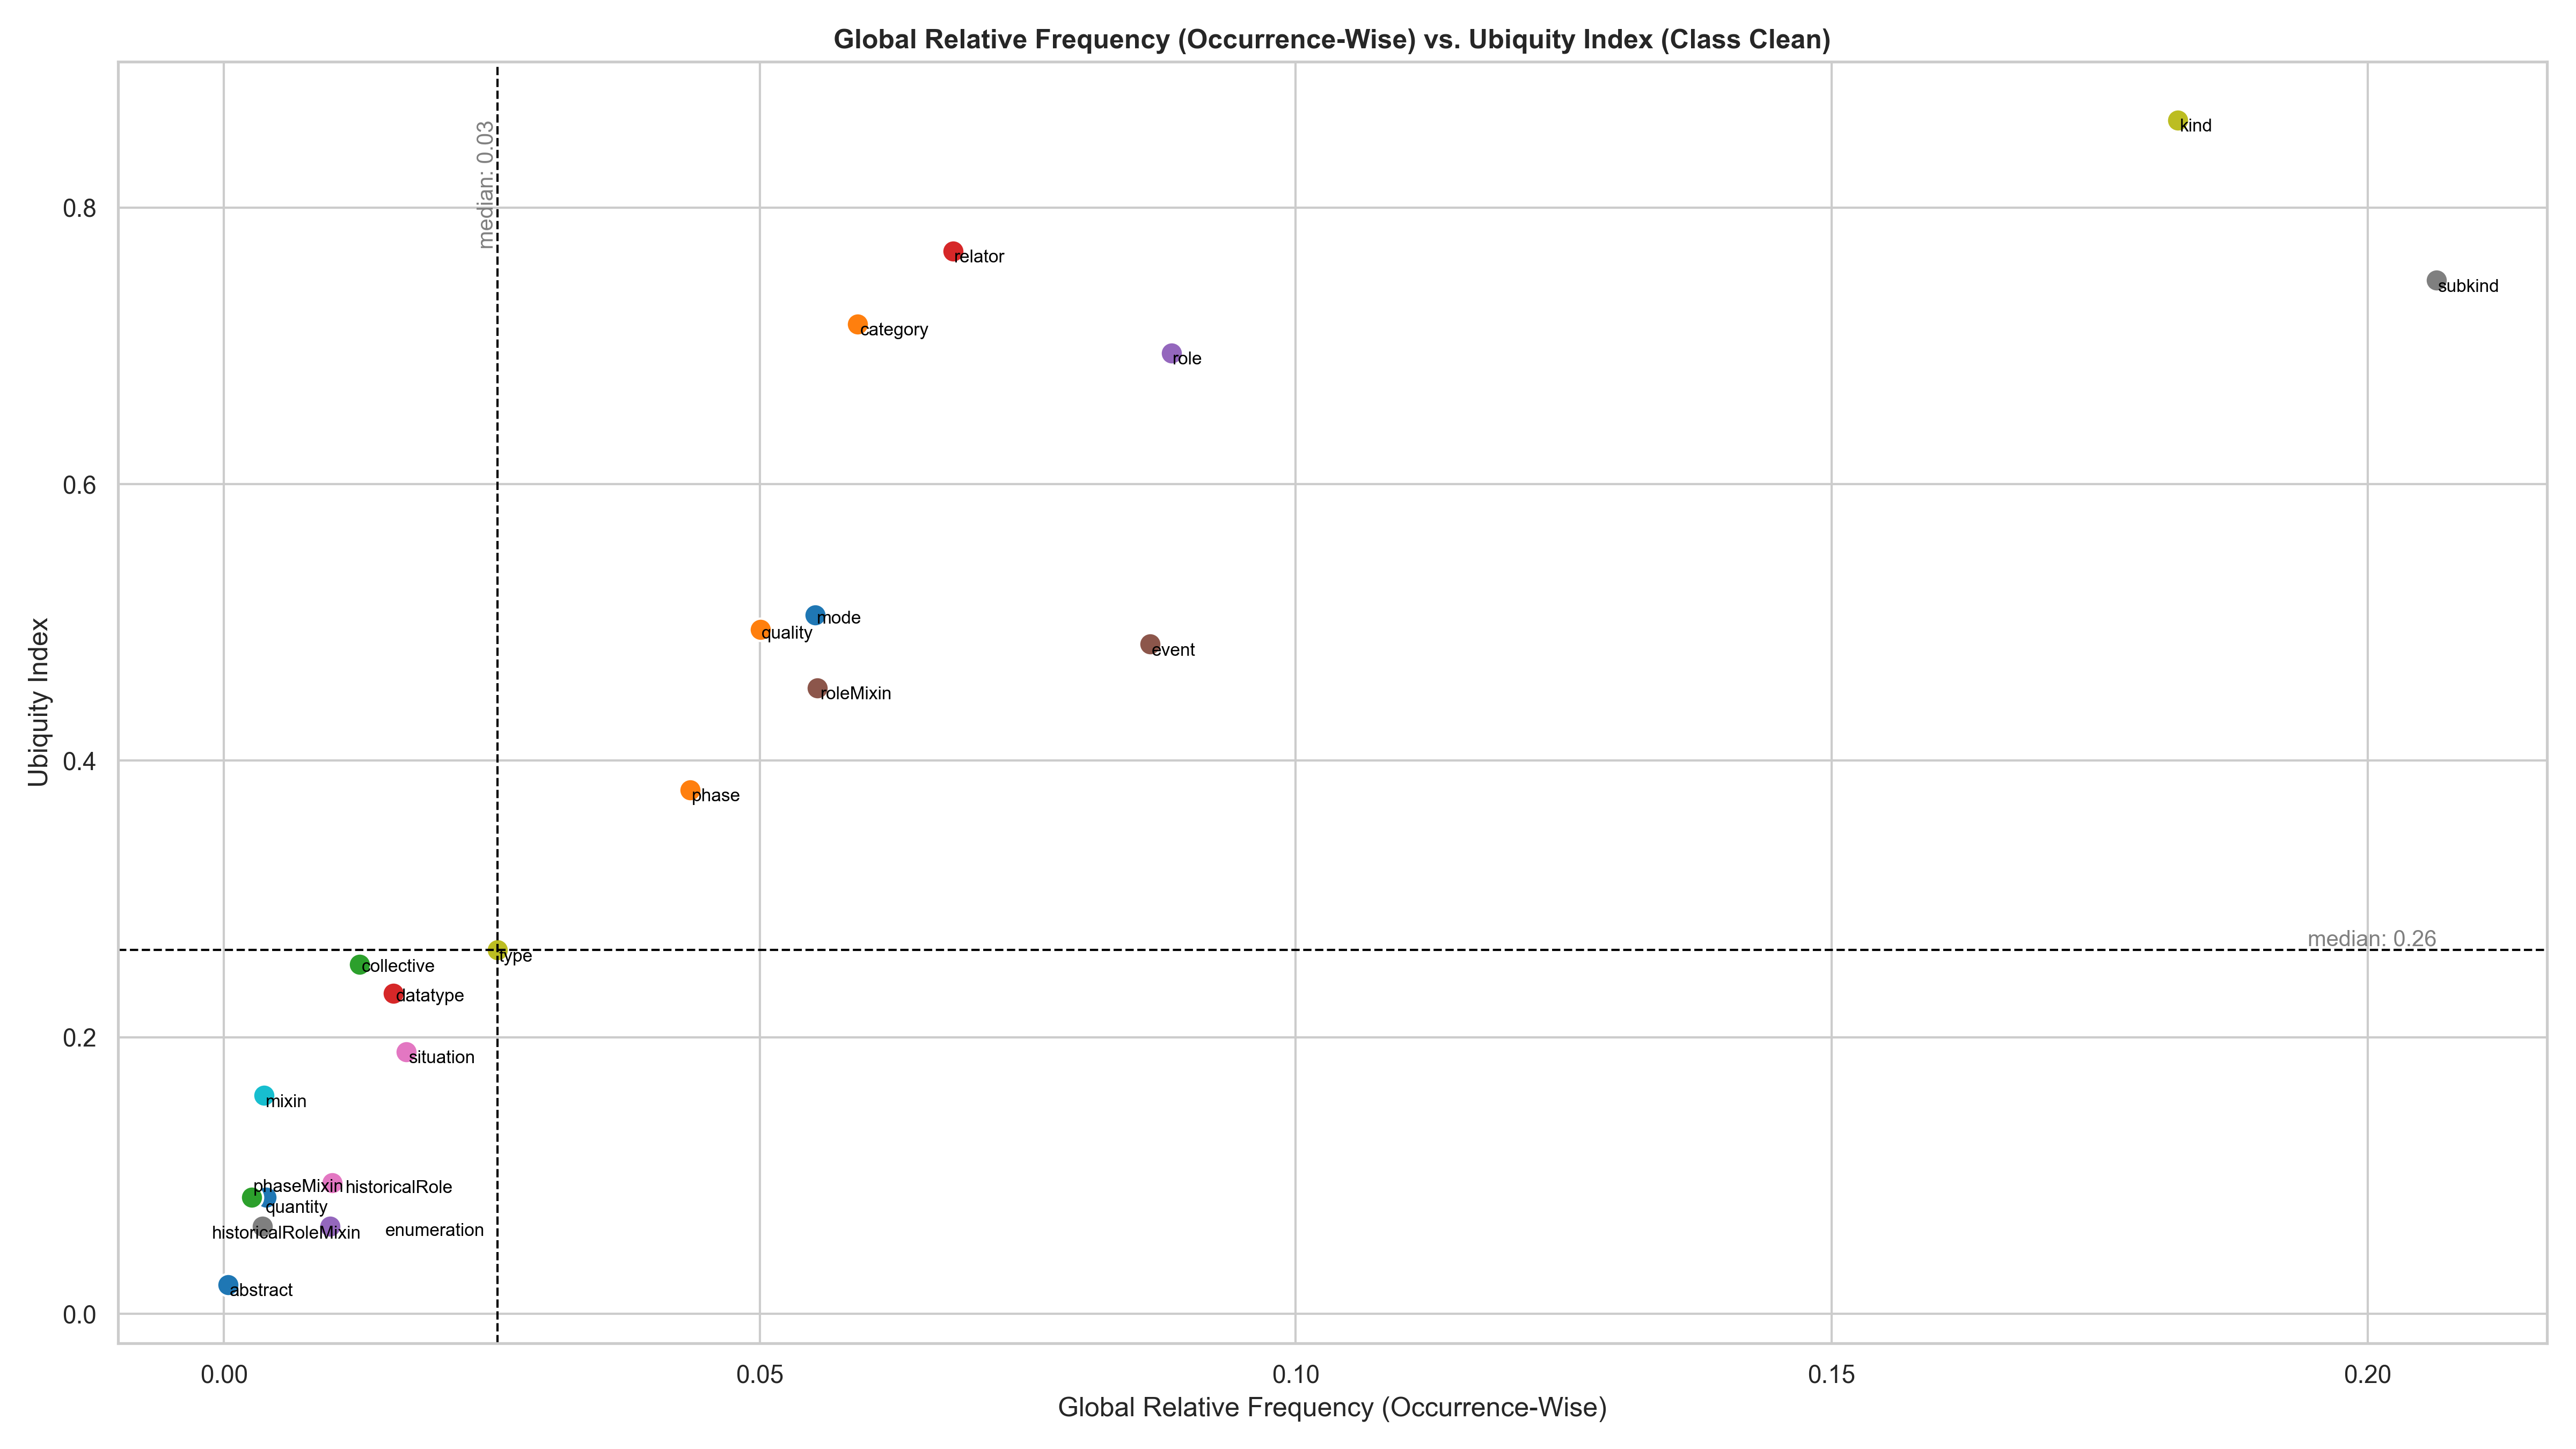 Global Relative Frequency (Occurrence-Wise) vs. Ubiquity Index (Class Clean)
median: 0.03
kind
0.8
relator
subkind
category
role
0.6
mode
quality
event
roleMixin
Ubiquity Index
0.4
phase
median: 0.26
type
collective
datatype
0.2
situation
mixin
phaseMixin
historicalRole
quantity
historicalRoleMixin
enumeration
abstract
0.0
0.00 0.05 0.10 0.15 0.20
Global Relative Frequency (Occurrence-Wise)